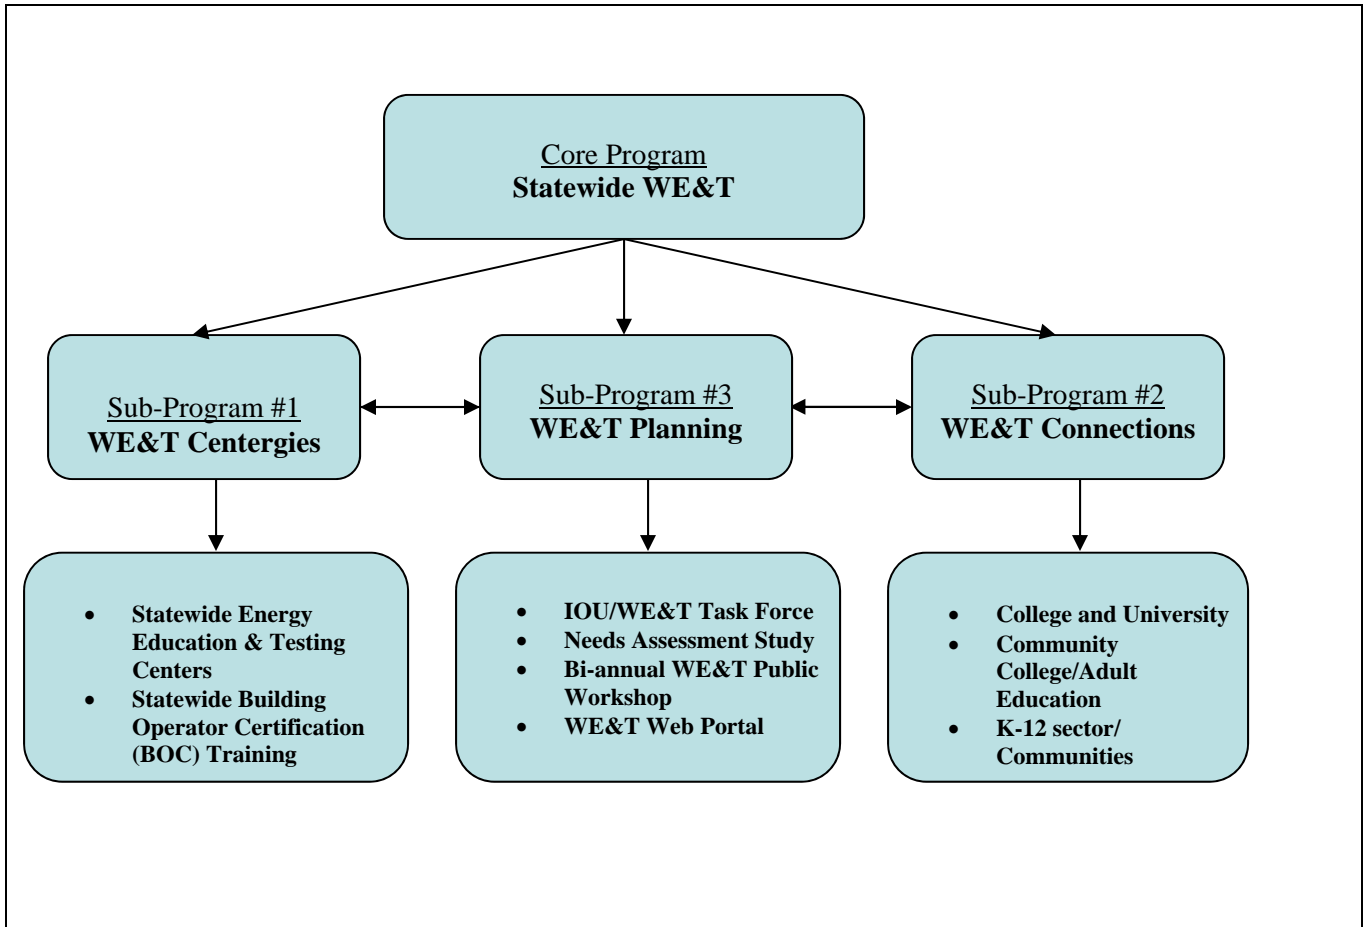 Core Program
Statewide WE&T
Sub-Program #1
WE&T Centergies
Sub-Program #3
WE&T Planning
Sub-Program #2
WE&T Connections
• Statewide Energy
Education & Testing
Centers
• Statewide Building
Operator Certification
(BOC) Training
• IOU/WE&T Task Force
• Needs Assessment Study
• Bi-annual WE&T Public
Workshop
• WE&T Web Portal
• College and University
• Community
College/Adult
Education
• K-12 sector/
Communities